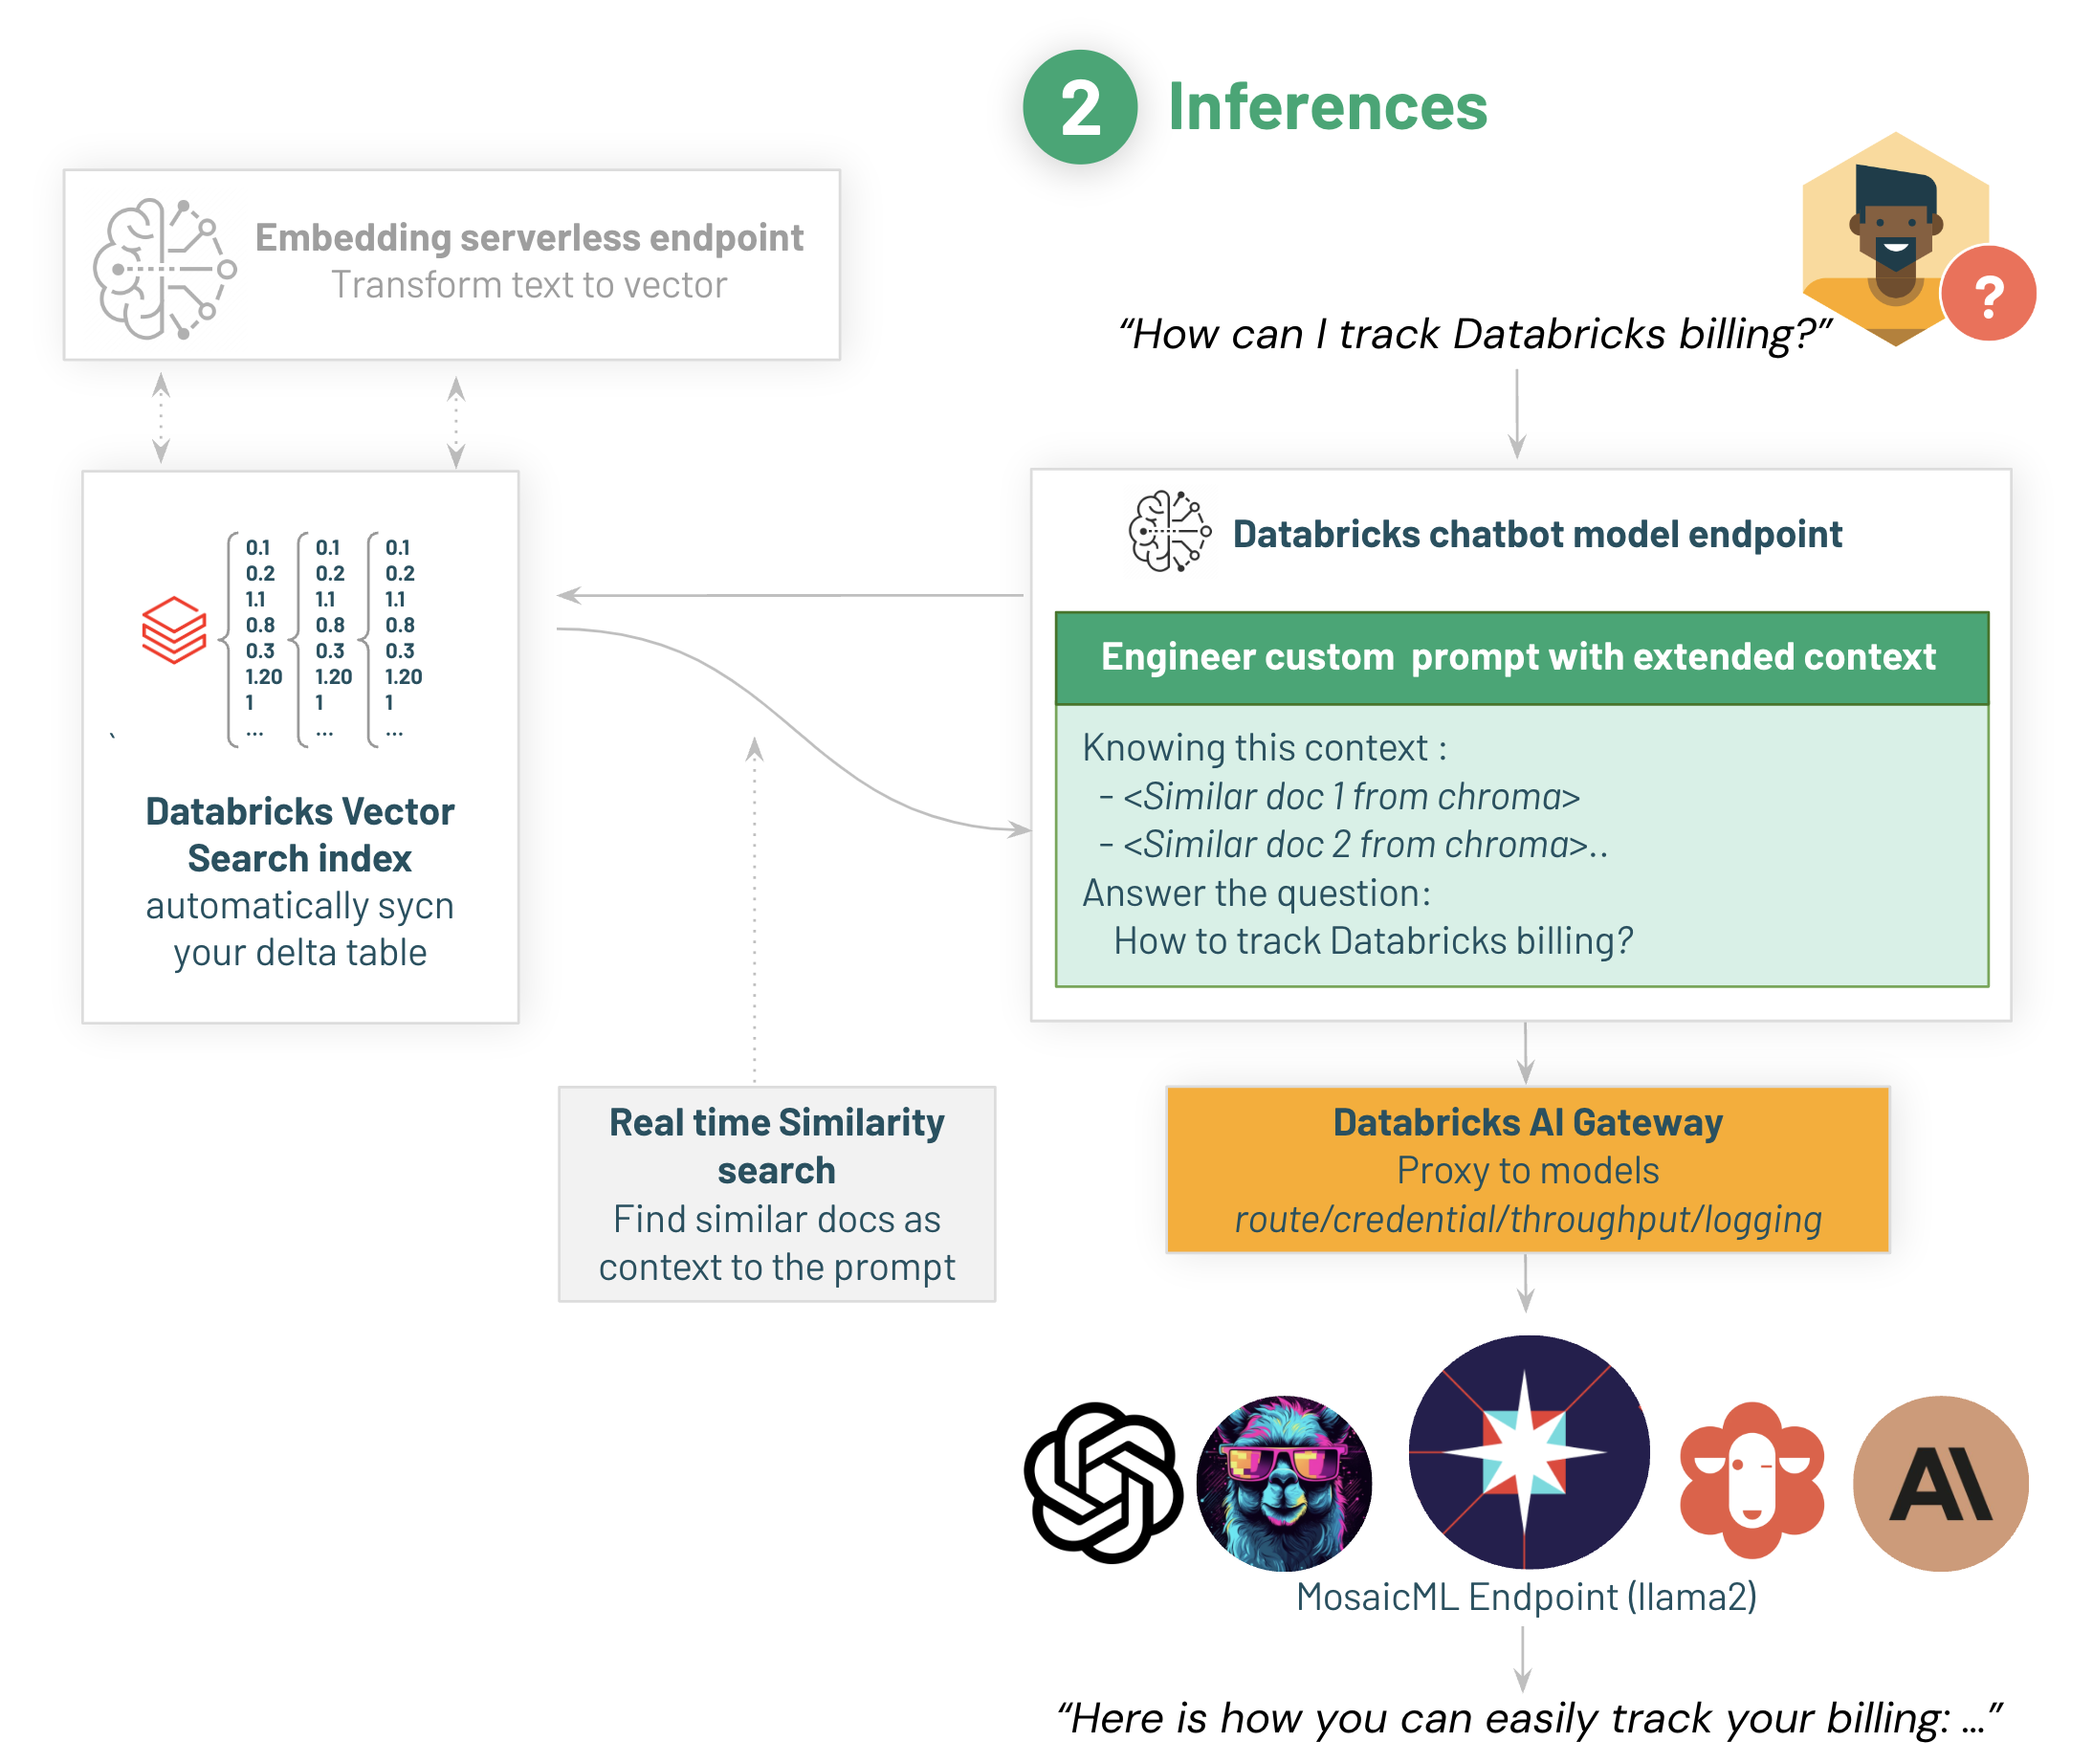 2 Inferences
Embedding serverless endpoint
Transform text to vector
?
“How can I track Databricks billing?”
0.1 0.1 0.1
0.2 0.2 0.2
1.1 1.1 1.1
0.8 0.8 0.8
0.3 0.3 0.3
1.20 1.20 1.20
1 1 1
... ... ...
`
Databricks Vector
Search index
automatically sycn
your delta table
Databricks chatbot model endpoint
Engineer custom  prompt with extended context
Knowing this context :
- <Similar doc 1 from chroma>
- <Similar doc 2 from chroma>..
Answer the question:
How to track Databricks billing?
Real time Similarity
search
Find similar docs as
context to the prompt
Databricks AI Gateway
Proxy to models
route/credential/throughput/logging
A\
MosaicML Endpoint (llama2)
“Here is how you can easily track your billing: …”